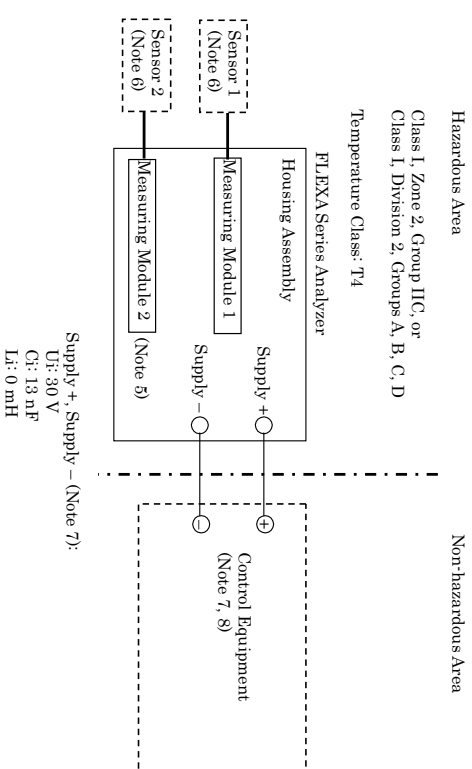 Hazardous Area
Non-hazardous Area
Class I, Zone 2, Group IIC, or
Class I, Division 2, Groups A, B, C, D
Temperature Class: T4
FLEXA Series Analyzer
Housing Assembly
Sensor 1
(Note 6)
Measuring Module 1
Supply +
+
Control Equipment
(Note 7, 8)
Sensor 2
(Note 6)
Measuring Module 2
(Note 5)
Supply –
–
Supply +, Supply – (Note 7):
Ui: 30 V
Ci: 13 nF
Li: 0 mH